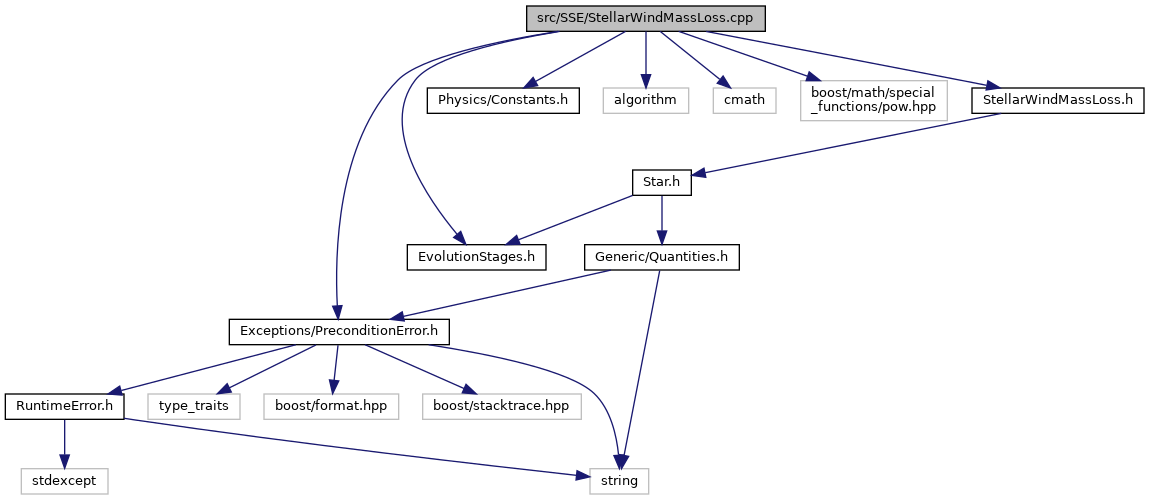 src/SSE/StellarWindMassLoss.cpp
Physics/Constants.h
algorithm
cmath
boost/math/special
_functions/pow.hpp
StellarWindMassLoss.h
Star.h
EvolutionStages.h
Generic/Quantities.h
Exceptions/PreconditionError.h
RuntimeError.h
type_traits
boost/format.hpp
boost/stacktrace.hpp
stdexcept
string